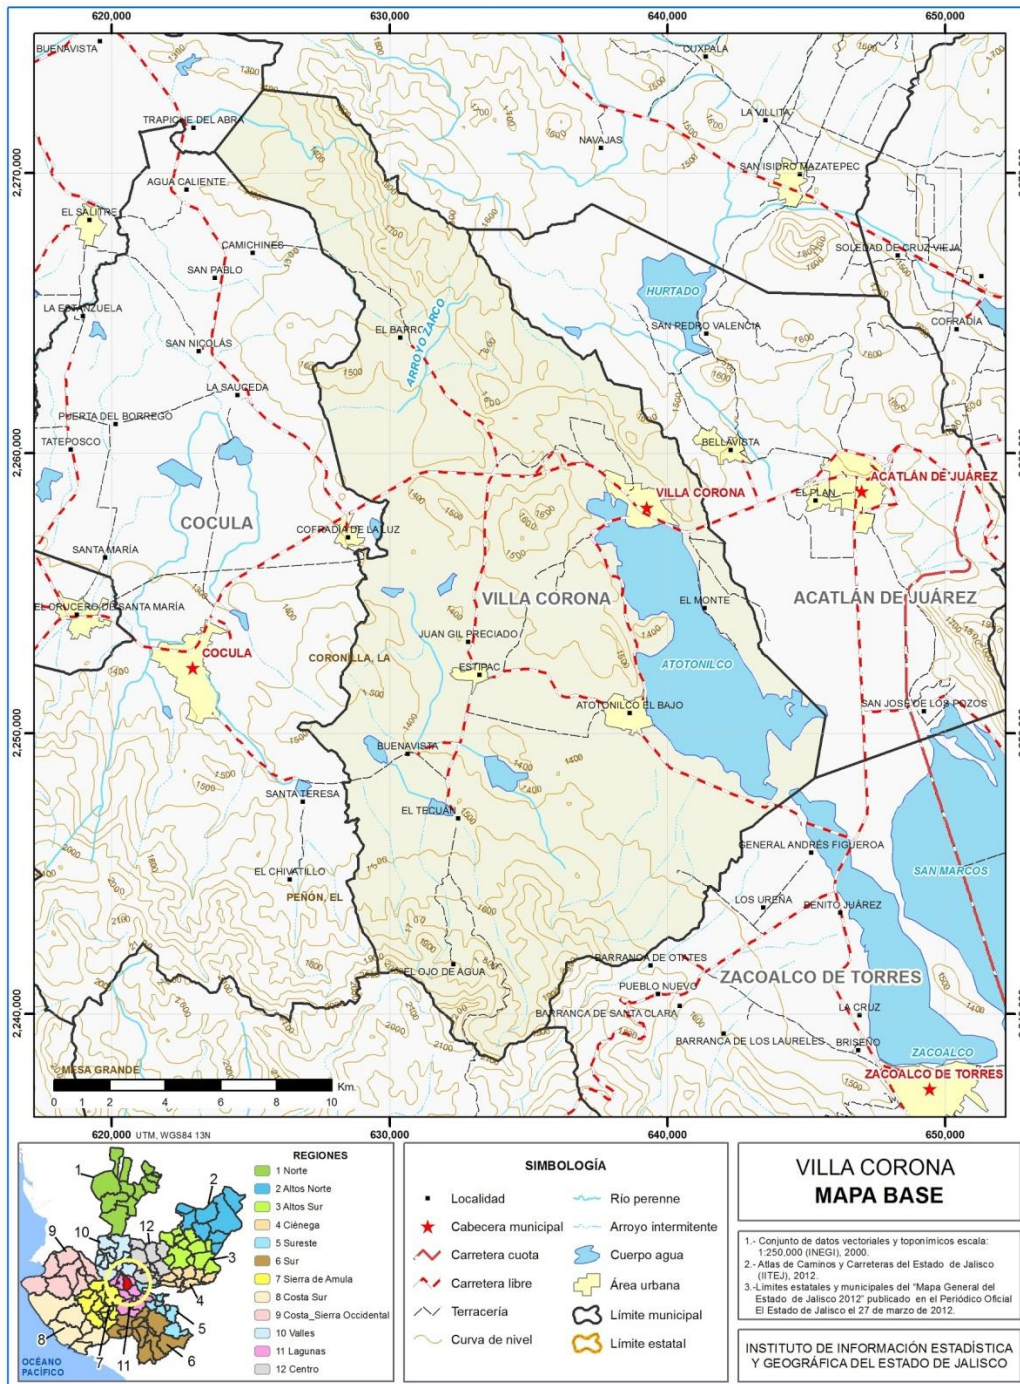 620,000
630,000
640,000
650,000
BUENAVISTA
CUXPALA
TRAPICHE DEL ABRA
LA VILLITA
NAVAJAS
2,270,000
AGUA CALIENTE
SAN ISIDRO MAZATEPEC
EL SALITRE
CAMICHINES
SOLEDAD DE CRUZ VIEJA
SAN PABLO
HURTADO
LA ESTANZUELA
EL BARRO
ARROYO ZARCO
SAN PEDRO VALENCIA
COFRADÍA
SAN NICOLÁS
LA SAUCEDA
PUERTA DEL BORREGO
TATEPOSCO
BELLAVISTA
2,260,000
VILLA CORONA
ACATLÁN DE JUÁREZ
EL PLAN
COCULA
COFRADIA DE LA LUZ
SANTA MARÍA
VILLA CORONA
ACATLÁN DE JUÁREZ
EL CRUCERO DE SANTA MARÍA
EL MONTE
JUAN GIL PRECIADO
COCULA
CORONILLA, LA
ESTIPAC
ATOTONILCO
ATOTONILCO EL BAJO
SAN JOSÉ DE LOS POZOS
2,250,000
BUENAVISTA
SANTA TERESA
EL TECUÁN
GENERAL ANDRÉS FIGUEROA
EL CHIVATILLO
PEÑÓN, EL
SAN MARCOS
LOS UREÑA
BENITO JUÁREZ
BARRANCA DE OTATES
EL OJO DE AGUA
ZACOALCO DE TORRES
PUEBLO NUEVO
BARRANCA DE SANTA CLARA
LA CRUZ
2,240,000
BARRANCA DE LOS LAURELES
BRISEÑO
ZACOALCO
MESA GRANDE
ZACOALCO DE TORRES
Km.
0 1 2 4 6 8 10
620,000
UTM, WGS84 13N
630,000
640,000
650,000
REGIONES
1 Norte
2 Altos Norte
3 Altos Sur
4 Ciénega
5 Sureste
6 Sur
7 Sierra de Amula
8 Costa Sur
9 Costa_Sierra Occidental
10 Valles
11 Lagunas
12 Centro
1
2
3
4
5
6
7
8
9
10
11
12
OCÉANO
PACÍFICO
SIMBOLOGÍA
Localidad
Cabecera municipal
Carretera cuota
Carretera libre
Terracería
Curva de nivel
Río perenne
Arroyo intermitente
Cuerpo agua
Área urbana
Límite municipal
Límite estatal
VILLA CORONA
MAPA BASE
1.- Conjunto de datos vectoriales y toponimicos escala:
1:250,000 (INEGI), 2000.
2.- Atlas de Caminos y Carreteras del Estado de Jalisco
(IITEJ), 2012.
3.-Límites estatales y municipales del "Mapa General del
Estado de Jalisco 2012" publicado en el Periódico Oficial
El Estado de Jalisco el 27 de marzo de 2012.
INSTITUTO DE INFORMACIÓN ESTADÍSTICA
Y GEOGRÁFICA DEL ESTADO DE JALISCO